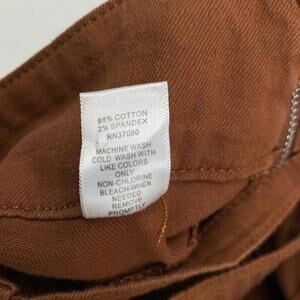 98% COTTON
2% SPANDEX
RN37080
MACHINE WASH
COLD WASH WITH
LIKE COLORS
ONLY
NON-CHLORINE
BLEACH WHEN
NEEDED
REMOVE
PROMPTLY